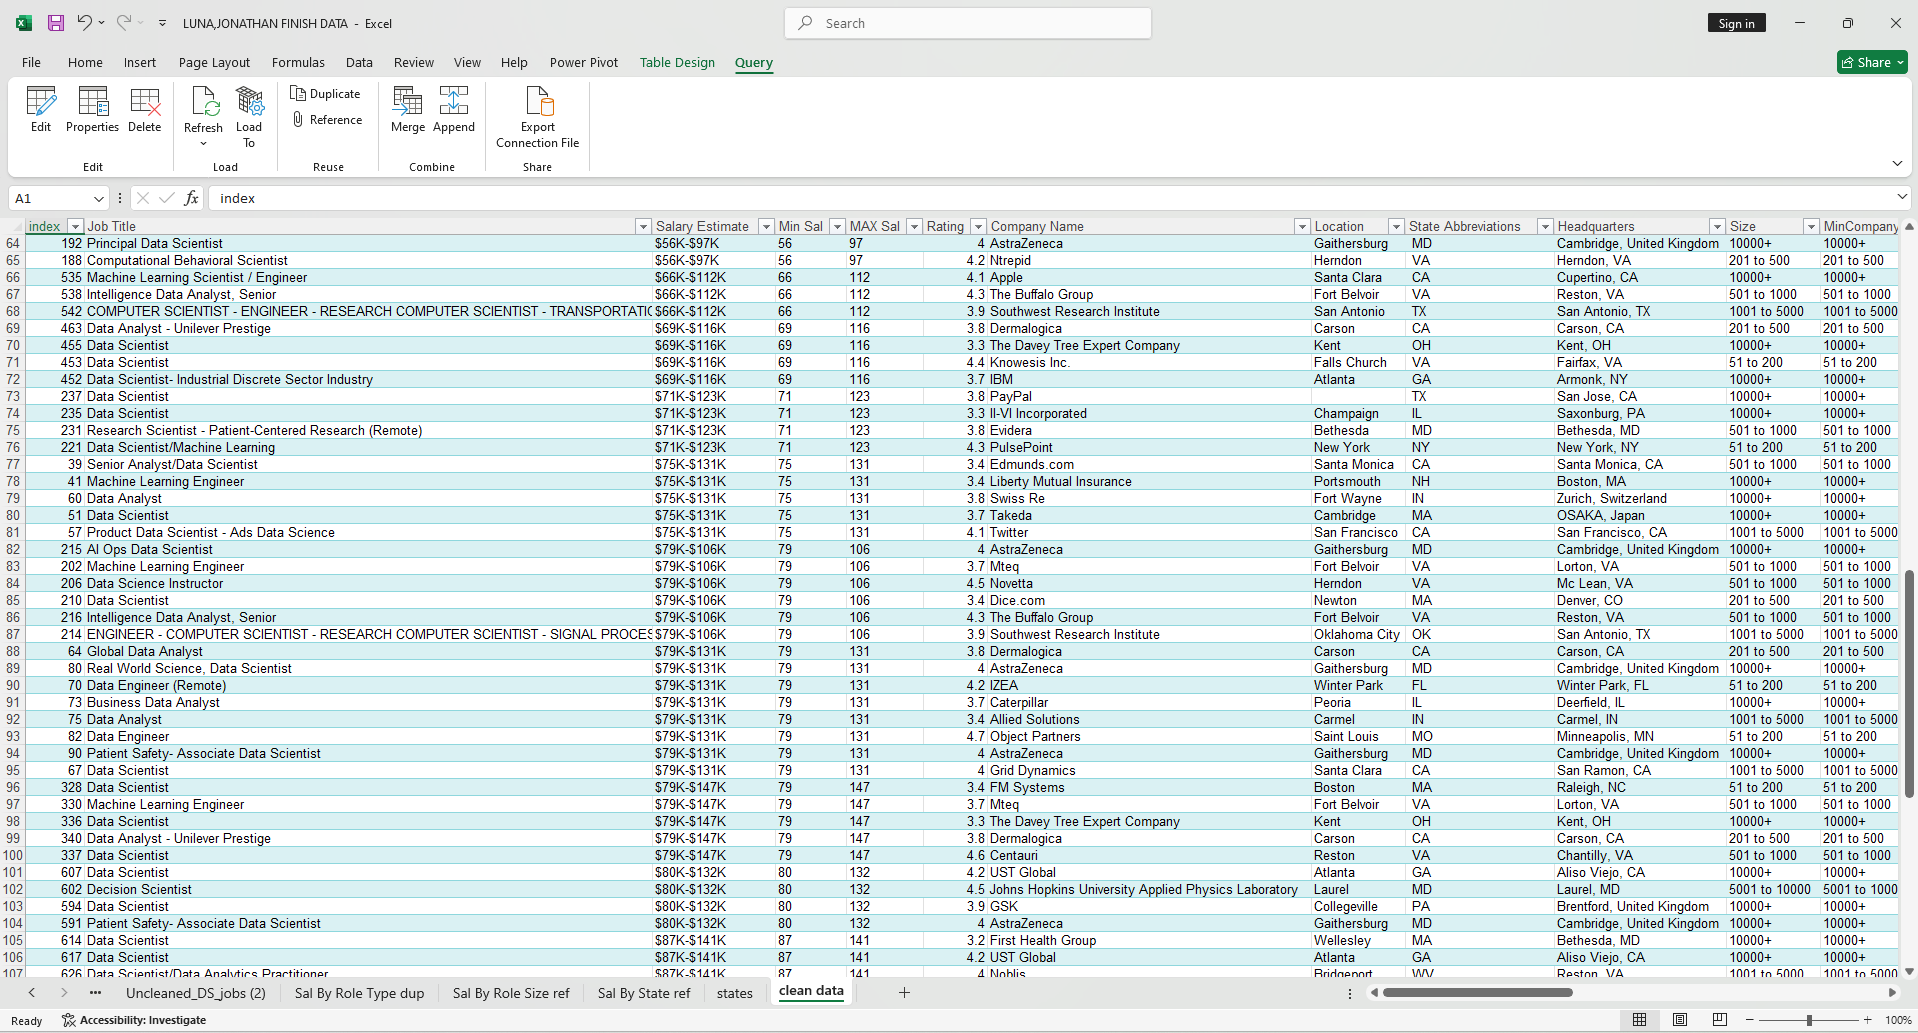 LUNA,JONATHAN FINISH DATA - Excel
Search
Sign in
File Home Insert Page Layout Formulas Data Review View Help Power Pivot Table Design Query
Share
Edit Properties Delete Refresh Load To Duplicate Reference Merge Append Export Connection File
Edit Load Reuse Combine Share
A1 fx index
index Job Title Salary Estimate Min Sal MAX Sal Rating Company Name Location State Abbreviations Headquarters Size MinCompany
64 192 Principal Data Scientist $56K-$97K 56 97 4 AstraZeneca Gaithersburg MD Cambridge, United Kingdom 10000+ 10000+
65 188 Computational Behavioral Scientist $56K-$97K 56 97 4.2 Ntrepid Herndon VA Herndon, VA 201 to 500 201 to 500
66 535 Machine Learning Scientist / Engineer $66K-$112K 66 112 4.1 Apple Santa Clara CA Cupertino, CA 10000+ 10000+
67 538 Intelligence Data Analyst, Senior $66K-$112K 66 112 4.3 The Buffalo Group Fort Belvoir VA Reston, VA 501 to 1000 501 to 1000
68 542 COMPUTER SCIENTIST - ENGINEER - RESEARCH COMPUTER SCIENTIST - TRANSPORTATIC $66K-$112K 66 112 3.9 Southwest Research Institute San Antonio TX San Antonio, TX 1001 to 5000 1001 to 5000
69 463 Data Analyst - Unilever Prestige $69K-$116K 69 116 3.8 Dermalogica Carson CA Carson, CA 201 to 500 201 to 500
70 455 Data Scientist $69K-$116K 69 116 3.3 The Davey Tree Expert Company Kent OH Kent, OH 10000+ 10000+
71 453 Data Scientist $69K-$116K 69 116 4.4 Knowesis Inc. Falls Church VA Fairfax, VA 51 to 200 51 to 200
72 452 Data Scientist- Industrial Discrete Sector Industry $69K-$116K 69 116 3.7 IBM Atlanta GA Armonk, NY 10000+ 10000+
73 237 Data Scientist $71K-$123K 71 123 3.8 PayPal TX San Jose, CA 10000+ 10000+
74 235 Data Scientist $71K-$123K 71 123 3.3 II-VI Incorporated Champaign IL Saxonburg, PA 10000+ 10000+
75 231 Research Scientist - Patient-Centered Research (Remote) $71K-$123K 71 123 3.8 Evidera Bethesda MD Bethesda, MD 501 to 1000 501 to 1000
76 221 Data Scientist/Machine Learning $71K-$123K 71 123 4.3 PulsePoint New York NY New York, NY 51 to 200 51 to 200
77 39 Senior Analyst/Data Scientist $75K-$131K 75 131 3.4 Edmunds.com Santa Monica CA Santa Monica, CA 501 to 1000 501 to 1000
78 41 Machine Learning Engineer $75K-$131K 75 131 3.4 Liberty Mutual Insurance Portsmouth NH Boston, MA 10000+ 10000+
79 60 Data Analyst $75K-$131K 75 131 3.8 Swiss Re Fort Wayne IN Zurich, Switzerland 10000+ 10000+
80 51 Data Scientist $75K-$131K 75 131 3.7 Takeda Cambridge MA OSAKA, Japan 10000+ 10000+
81 57 Product Data Scientist - Ads Data Science $75K-$131K 75 131 4.1 Twitter San Francisco CA San Francisco, CA 1001 to 5000 1001 to 5000
82 215 AI Ops Data Scientist $79K-$106K 79 106 4 AstraZeneca Gaithersburg MD Cambridge, United Kingdom 10000+ 10000+
83 202 Machine Learning Engineer $79K-$106K 79 106 3.7 Mteq Fort Belvoir VA Lorton, VA 501 to 1000 501 to 1000
84 206 Data Science Instructor $79K-$106K 79 106 4.5 Novetta Herndon VA Mc Lean, VA 501 to 1000 501 to 1000
85 210 Data Scientist $79K-$106K 79 106 3.4 Dice.com Newton MA Denver, CO 201 to 500 201 to 500
86 216 Intelligence Data Analyst, Senior $79K-$106K 79 106 4.3 The Buffalo Group Fort Belvoir VA Reston, VA 501 to 1000 501 to 1000
87 214 ENGINEER - COMPUTER SCIENTIST - RESEARCH COMPUTER SCIENTIST - SIGNAL PROCES $79K-$106K 79 106 3.9 Southwest Research Institute Oklahoma City OK San Antonio, TX 1001 to 5000 1001 to 5000
88 64 Global Data Analyst $79K-$131K 79 131 3.8 Dermalogica Carson CA Carson, CA 201 to 500 201 to 500
89 80 Real World Science, Data Scientist $79K-$131K 79 131 4 AstraZeneca Gaithersburg MD Cambridge, United Kingdom 10000+ 10000+
90 70 Data Engineer (Remote) $79K-$131K 79 131 4.2 IZEA Winter Park FL Winter Park, FL 51 to 200 51 to 200
91 73 Business Data Analyst $79K-$131K 79 131 3.7 Caterpillar Peoria IL Deerfield, IL 10000+ 10000+
92 75 Data Analyst $79K-$131K 79 131 3.4 Allied Solutions Carmel IN Carmel, IN 1001 to 5000 1001 to 5000
93 82 Data Engineer $79K-$131K 79 131 4.7 Object Partners Saint Louis MO Minneapolis, MN 51 to 200 51 to 200
94 90 Patient Safety- Associate Data Scientist $79K-$131K 79 131 4 AstraZeneca Gaithersburg MD Cambridge, United Kingdom 10000+ 10000+
95 67 Data Scientist $79K-$131K 79 131 4 Grid Dynamics Santa Clara CA San Ramon, CA 1001 to 5000 1001 to 5000
96 328 Data Scientist $79K-$147K 79 147 3.4 FM Systems Boston MA Raleigh, NC 51 to 200 51 to 200
97 330 Machine Learning Engineer $79K-$147K 79 147 3.7 Mteq Fort Belvoir VA Lorton, VA 501 to 1000 501 to 1000
98 336 Data Scientist $79K-$147K 79 147 3.3 The Davey Tree Expert Company Kent OH Kent, OH 10000+ 10000+
99 340 Data Analyst - Unilever Prestige $79K-$147K 79 147 3.8 Dermalogica Carson CA Carson, CA 201 to 500 201 to 500
100 337 Data Scientist $79K-$147K 79 147 4.6 Centauri Reston VA Chantilly, VA 501 to 1000 501 to 1000
101 607 Data Scientist $80K-$132K 80 132 4.2 UST Global Atlanta GA Aliso Viejo, CA 10000+ 10000+
102 602 Decision Scientist $80K-$132K 80 132 4.5 Johns Hopkins University Applied Physics Laboratory Laurel MD Laurel, MD 5001 to 10000 5001 to 1000
103 594 Data Scientist $80K-$132K 80 132 3.9 GSK Collegeville PA Brentford, United Kingdom 10000+ 10000+
104 591 Patient Safety- Associate Data Scientist $80K-$132K 80 132 4 AstraZeneca Gaithersburg MD Cambridge, United Kingdom 10000+ 10000+
105 614 Data Scientist $87K-$141K 87 141 3.2 First Health Group Wellesley MA Bethesda, MD 10000+ 10000+
106 617 Data Scientist $87K-$141K 87 141 4.2 UST Global Atlanta GA Aliso Viejo, CA 10000+ 10000+
107 626 Data Scientist/Data Analytics Practitioner $87K-$141K 87 141 4 Noblis Bridgeport WV Reston, VA 1001 to 5000 1001 to 5000
Uncleaned_DS_jobs (2) Sal By Role Type dup Sal By Role Size ref Sal By State ref states clean data
Ready Accessibility: Investigate 100%